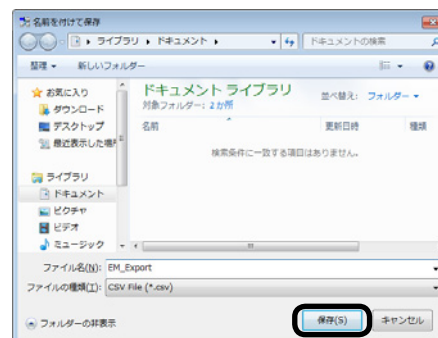 名前を付けて保存
ライブラリ ▸ ドキュメント ▸
ドキュメントの検索
整理 ▾ 新しいフォルダー
お気に入り
ダウンロード
デスクトップ
最近表示した場所
ライブラリ
ドキュメント
ピクチャ
ビデオ
ミュージック
ドキュメント ライブラリ
対象フォルダー: 2 か所
並べ替え: フォルダー ▾
名前 更新日時 種類
検索条件に一致する項目はありません。
ファイル名(N): EM_Export
ファイルの種類(T): CSV File (*.csv)
フォルダーの非表示
保存(S) キャンセル